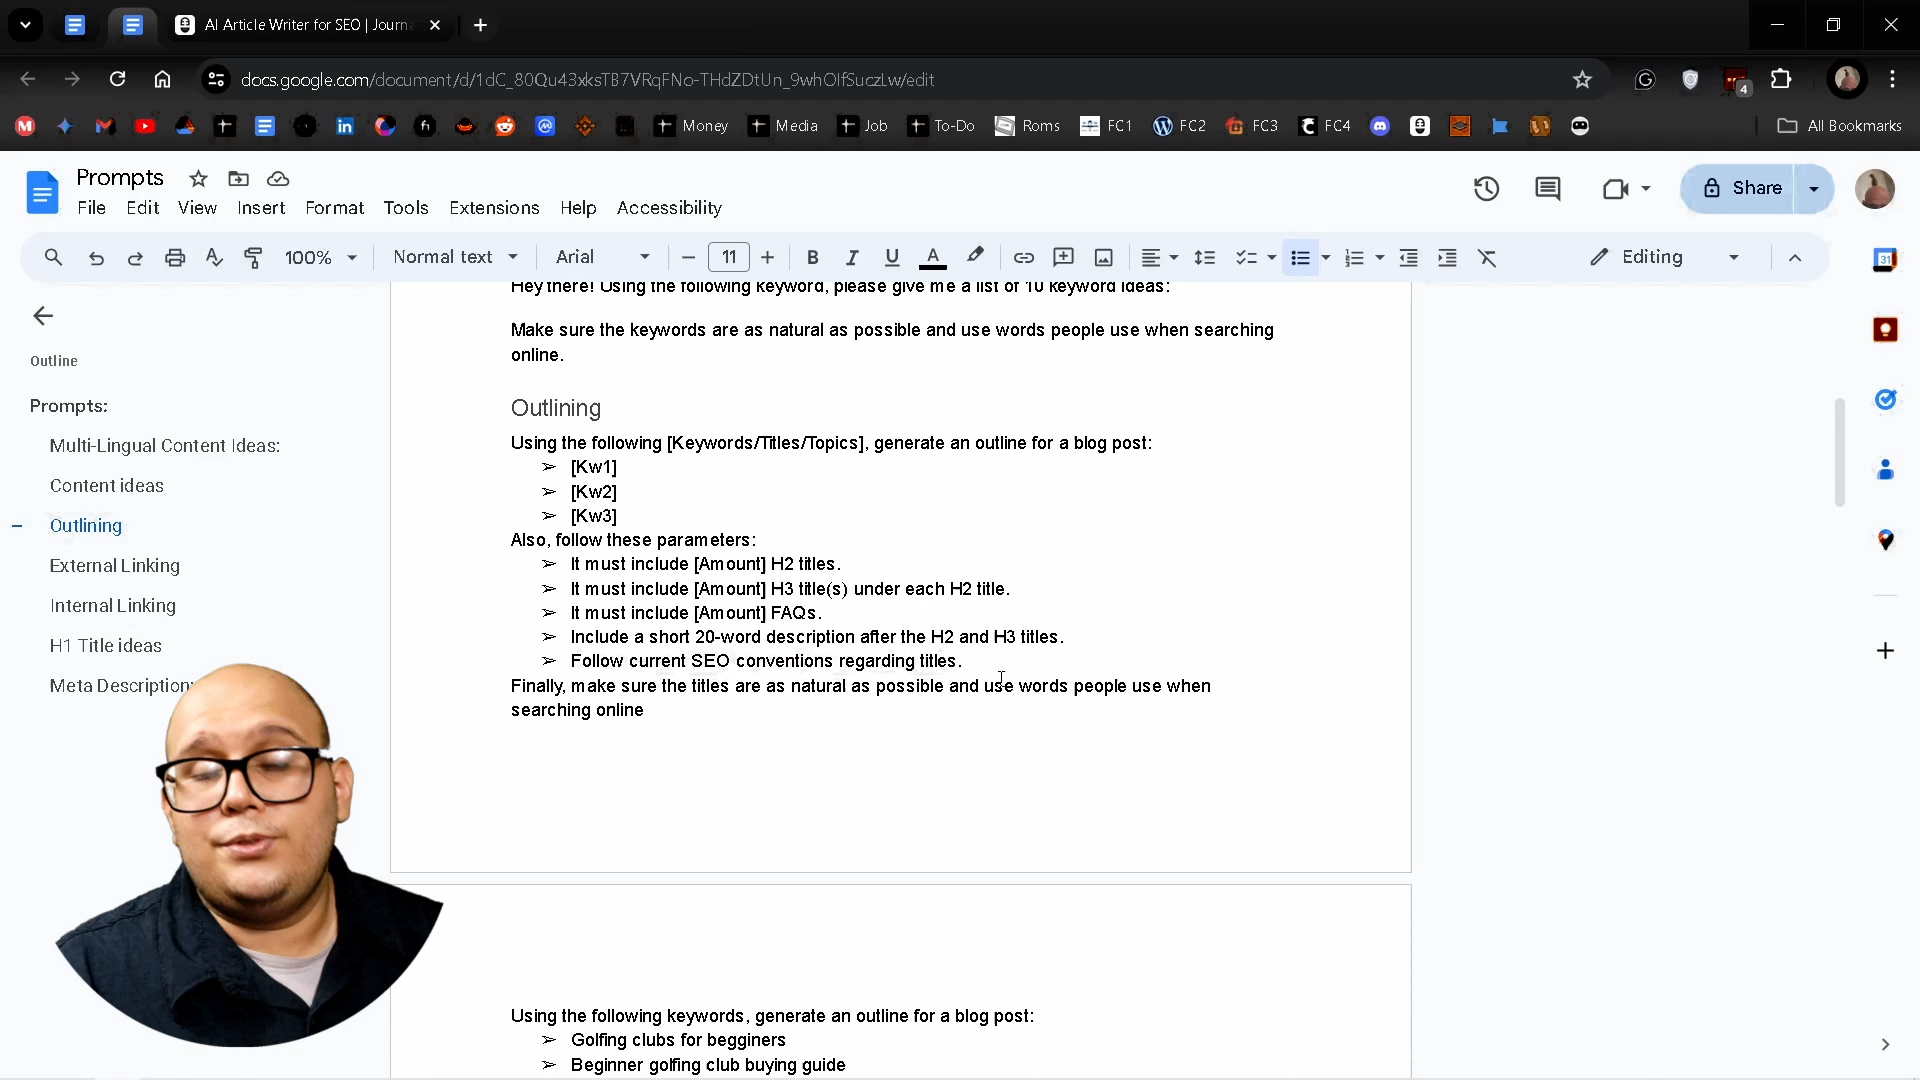 AI Article Writer for SEO | Journa
docs.google.com/document/d/1dC_80Qu43xksTB7VRqFNo-THdZDtUn_9whOlfSuczLw/edit
4
Money
Media
Job
To-Do
Roms
FC1
FC2
FC3
FC4
All Bookmarks
Prompts
File Edit View Insert Format Tools Extensions Help Accessibility
Share
100%
Normal text
Arial
11
Editing
31
Outline
Prompts:
Multi-Lingual Content Ideas:
Content ideas
Outlining
External Linking
Internal Linking
H1 Title ideas
Meta Description
Hey there! Using the following keyword, please give me a list of 10 keyword ideas:
Make sure the keywords are as natural as possible and use words people use when searching
online.
Outlining
Using the following [Keywords/Titles/Topics], generate an outline for a blog post:
➢ [Kw1]
➢ [Kw2]
➢ [Kw3]
Also, follow these parameters:
➢ It must include [Amount] H2 titles.
➢ It must include [Amount] H3 title(s) under each H2 title.
➢ It must include [Amount] FAQs.
➢ Include a short 20-word description after the H2 and H3 titles.
➢ Follow current SEO conventions regarding titles.
Finally, make sure the titles are as natural as possible and use words people use when
searching online
Using the following keywords, generate an outline for a blog post:
➢ Golfing clubs for begginers
➢ Beginner golfing club buying guide